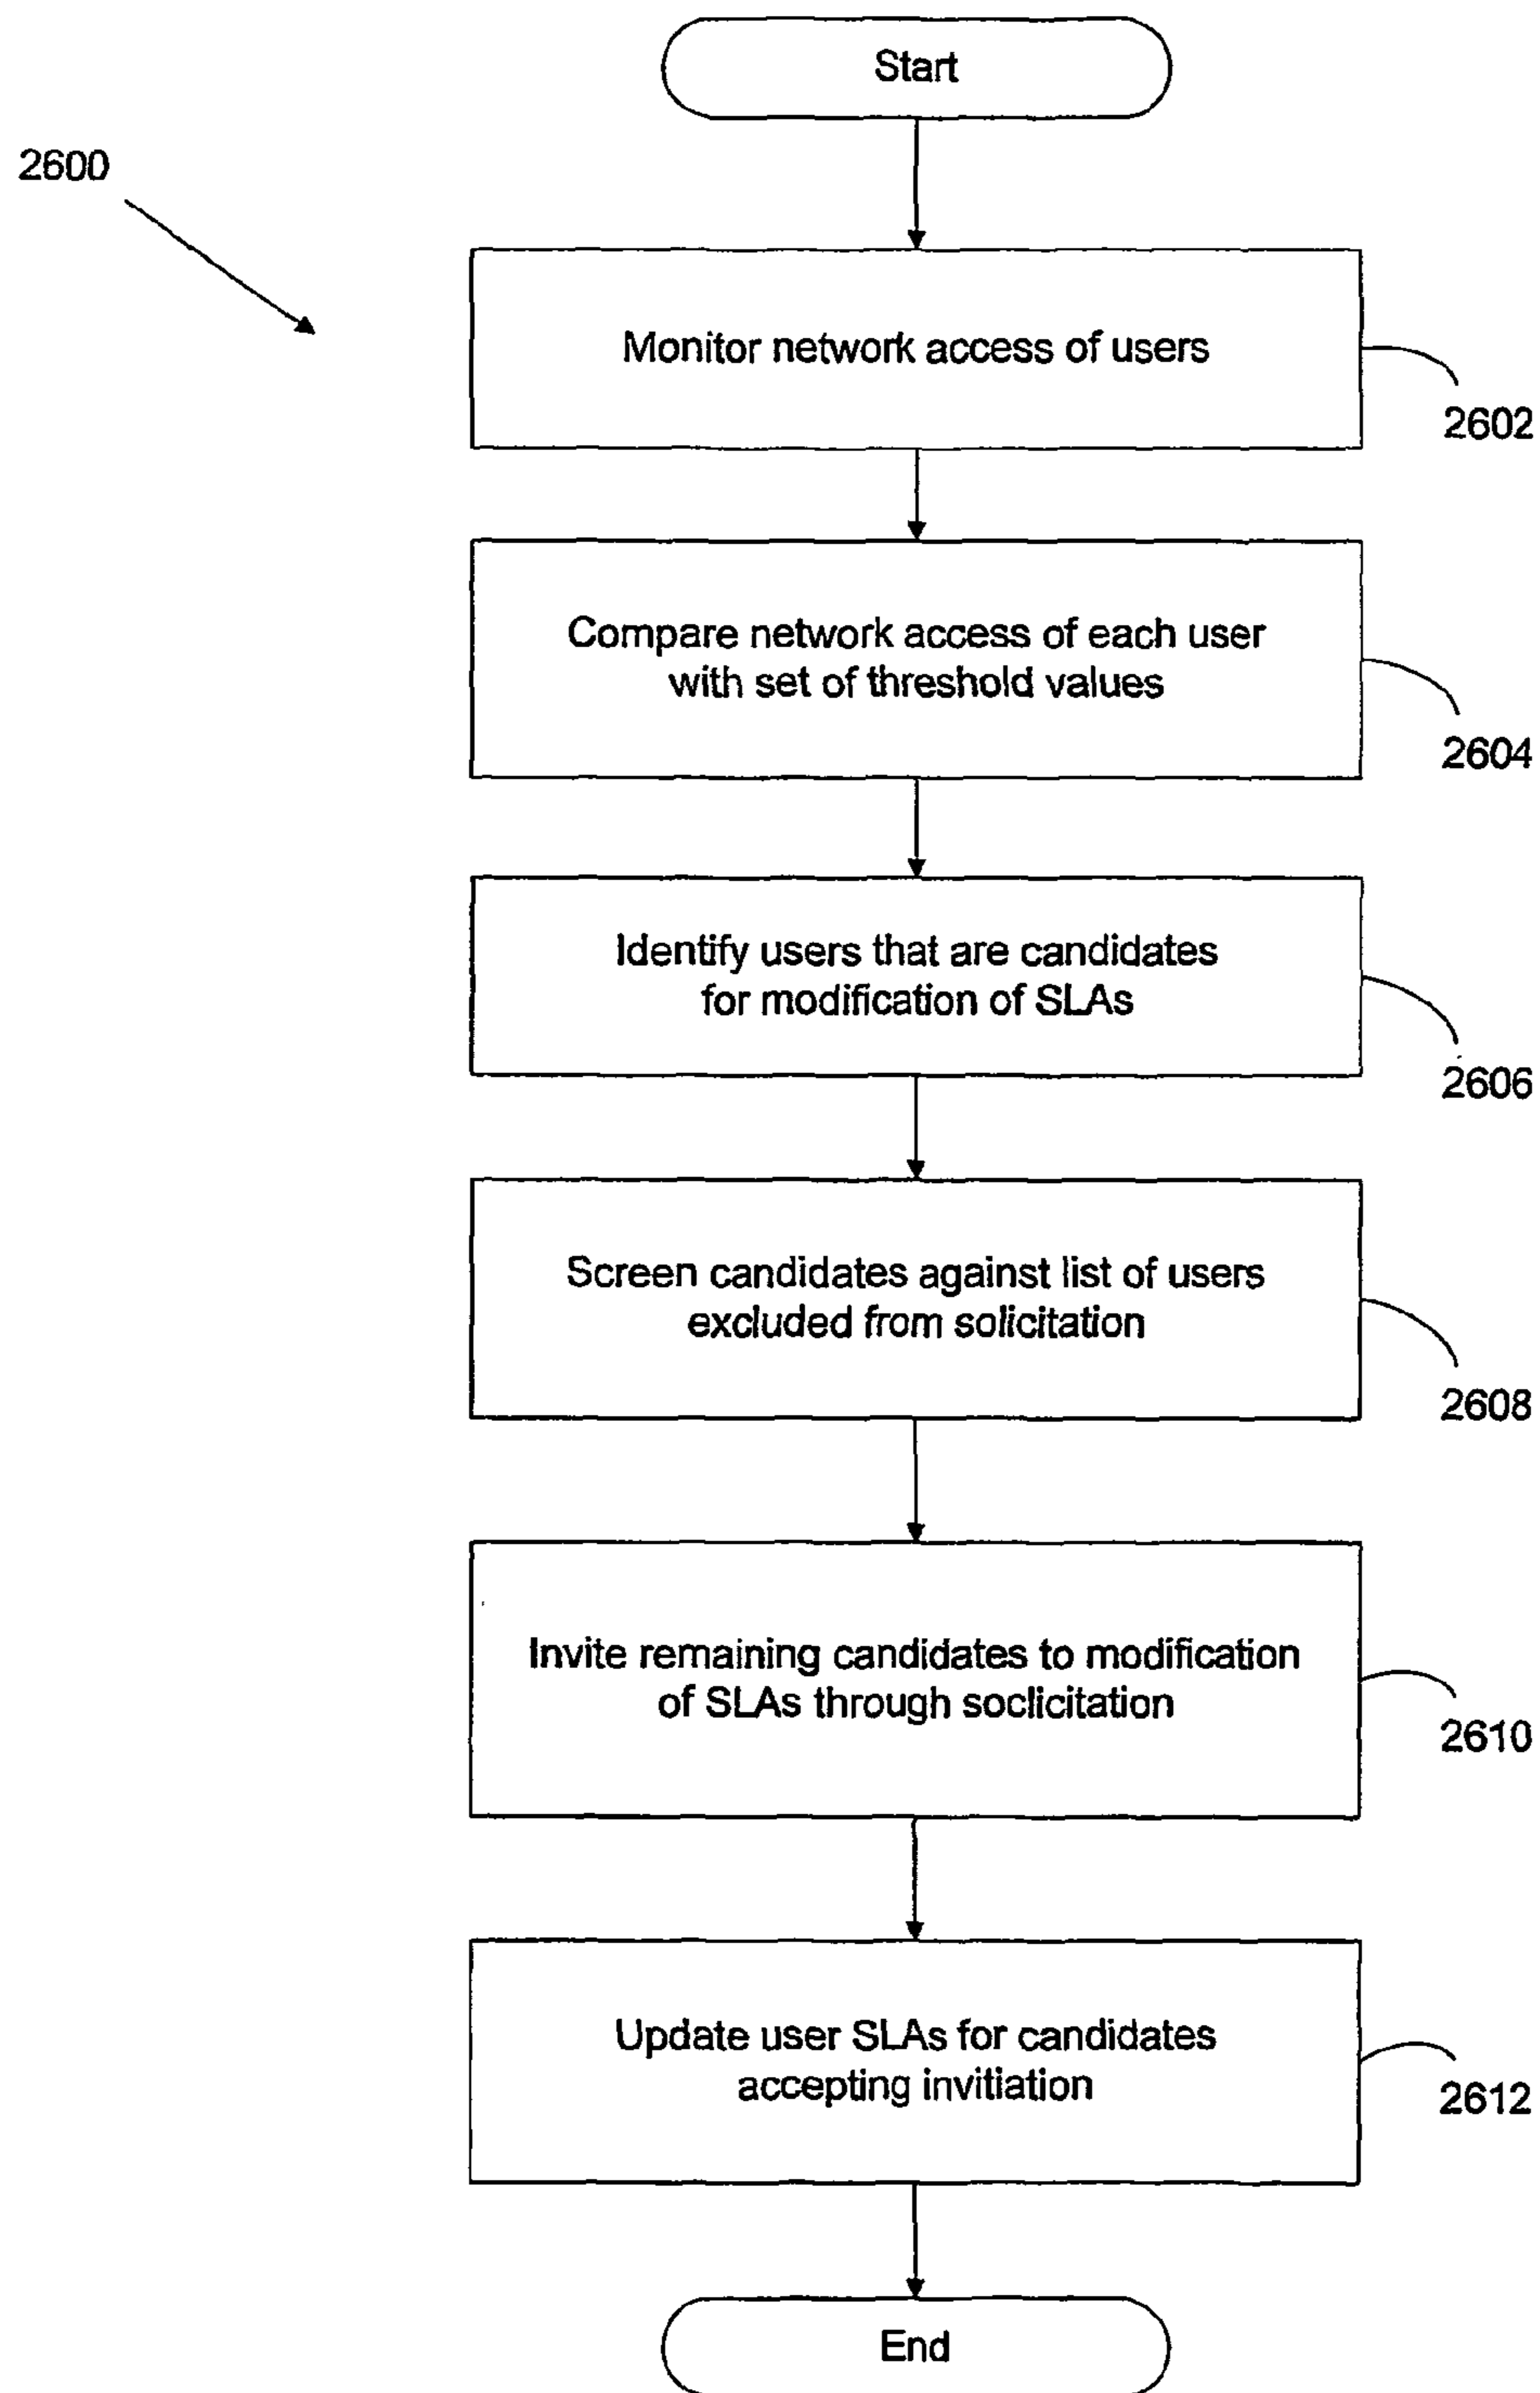 Start
2600
Monitor network access of users
2602
Compare network access of each user
with set of threshold values
2604
Identify users that are candidates
for modification of SLAs
2606
Screen candidates against list of users
excluded from solicitation
2608
Invite remaining candidates to modification
of SLAs through soclicitation
2610
Update user SLAs for candidates
accepting invitiation
2612
End